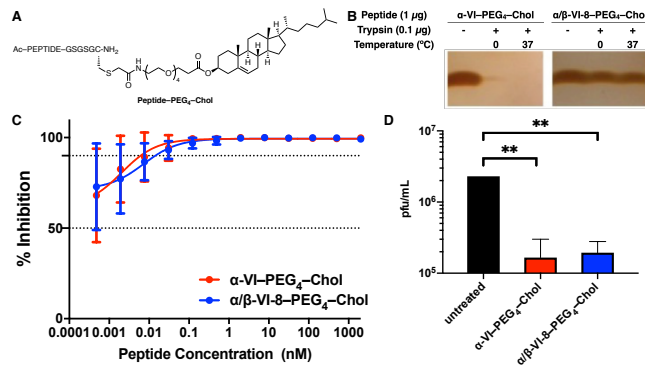 A
Ac-PEPTIDE-GSGSGC-NH2
S
O
N
H
O
4
O
O
H
H
H
Peptide-PEG4-Chol
B
Peptide (1 µg) α-VI–PEG4-Chol α/β-VI-8–PEG4-Chol
Trypsin (0.1 µg) - + + - + +
Temperature (ºC) 0 37 0 37
C
100
50
0
% Inhibition
α-VI–PEG4–Chol
α/β-VI-8–PEG4–Chol
0.0001 0.001 0.01 0.1 1 10 100 1000
Peptide Concentration (nM)
D
10^7
10^6
10^5
pfu/mL
**
**
untreated
α-VI–PEG4–Chol
α/β-VI-8–PEG4–Chol